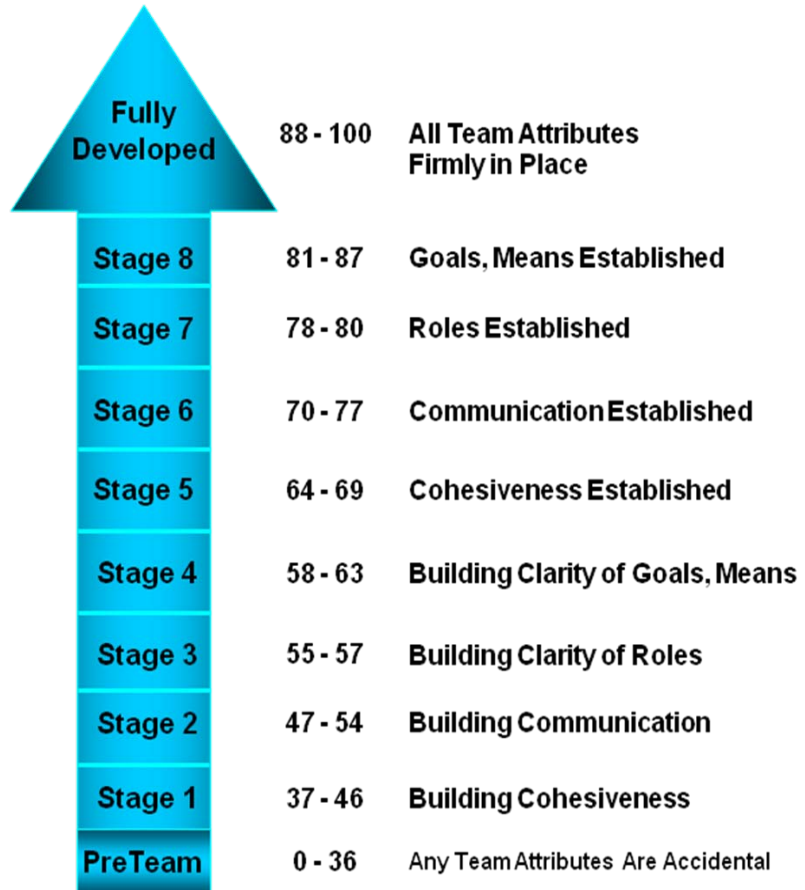 Fully
Developed
88 - 100
All Team Attributes
Firmly in Place
Stage 8
81 - 87
Goals, Means Established
Stage 7
78 - 80
Roles Established
Stage 6
70 - 77
Communication Established
Stage 5
64 - 69
Cohesiveness Established
Stage 4
58 - 63
Building Clarity of Goals, Means
Stage 3
55 - 57
Building Clarity of Roles
Stage 2
47 - 54
Building Communication
Stage 1
37 - 46
Building Cohesiveness
PreTeam
0 - 36
Any Team Attributes Are Accidental